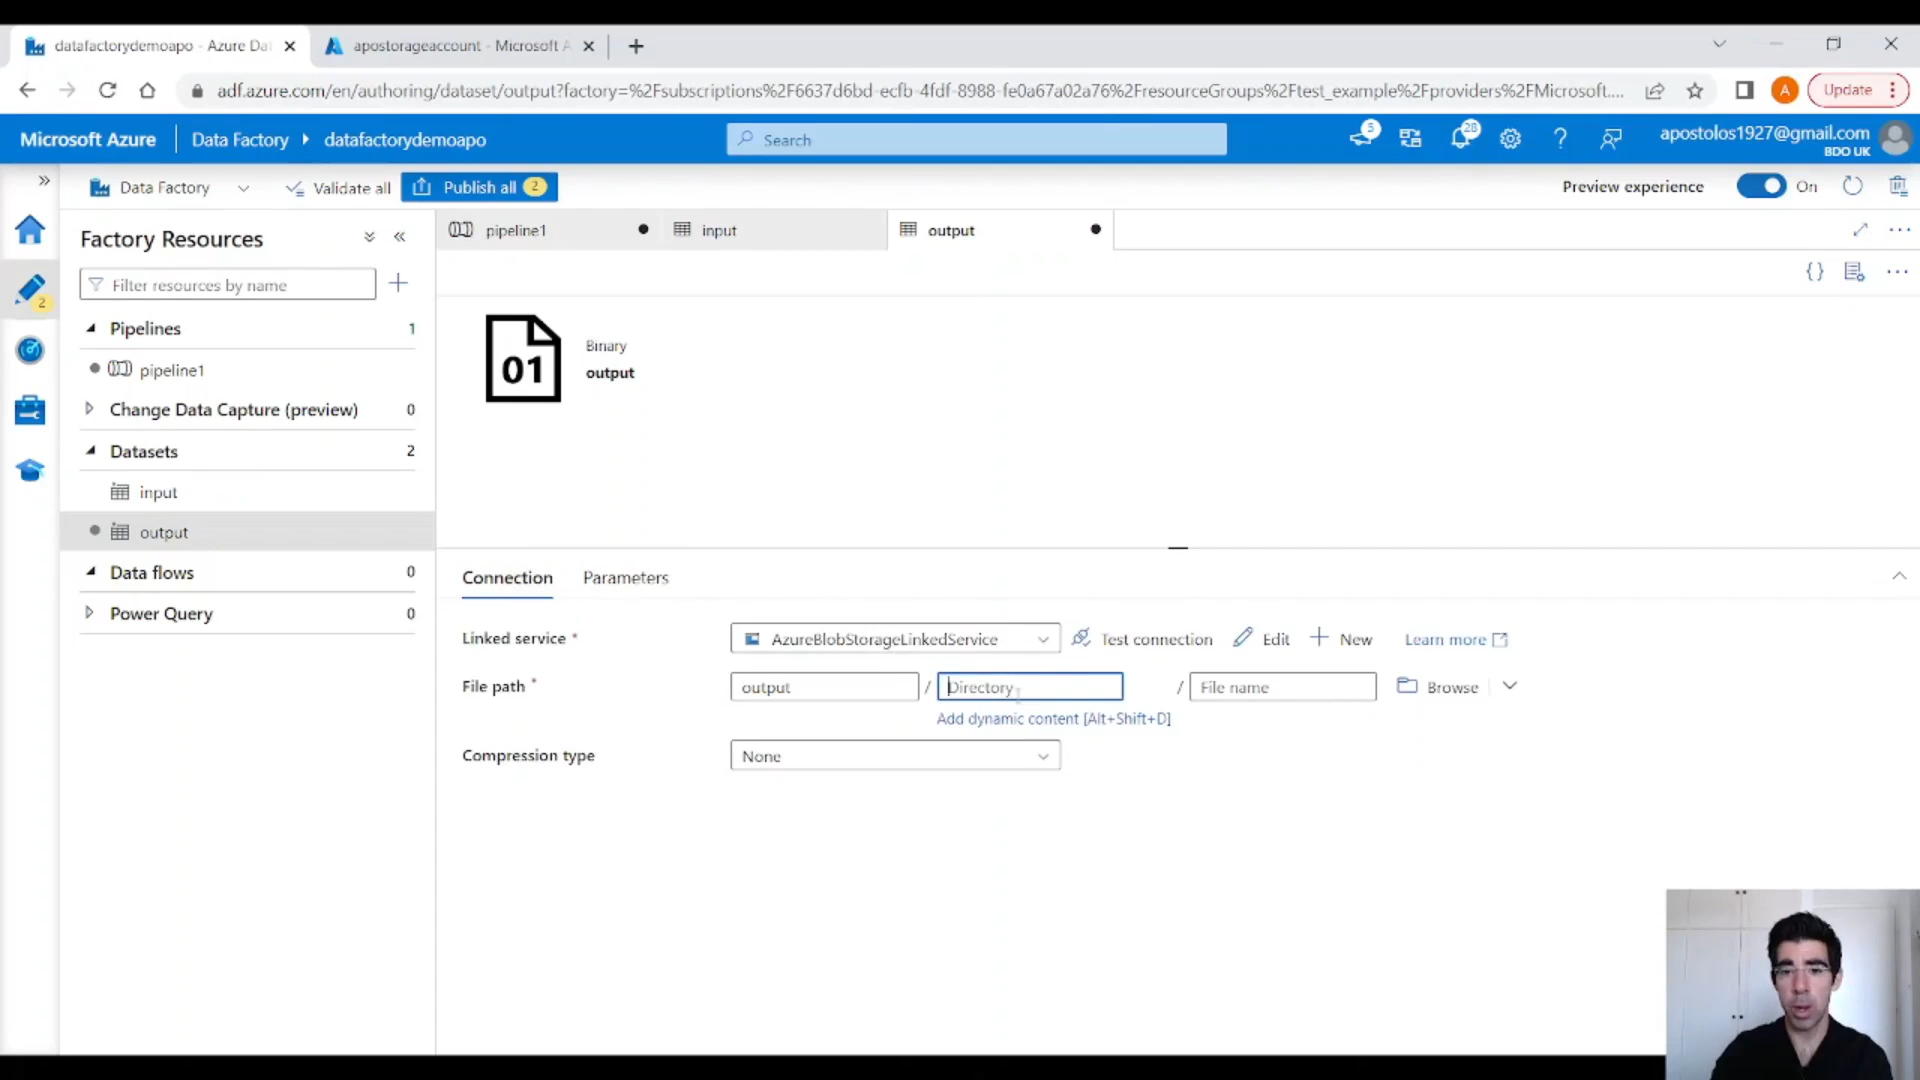 datafactorydemoapo - Azure Dat
apostorageaccount - Microsoft A
adf.azure.com/en/authoring/dataset/output?factory=%2Fsubscriptions%2F6637d6bd-ecfb-4fdf-8988-fe0a67a02a76%2FresourceGroups%2Ftest_example%2Fproviders%2FMicrosoft....
A
Update
Microsoft Azure
Data Factory
datafactorydemoapo
Search
5
28
apostolos1927@gmail.com
BDO UK
Data Factory
Validate all
Publish all 2
Preview experience
On
Factory Resources
pipeline1
input
output
Filter resources by name
2
Pipelines 1
pipeline1
Change Data Capture (preview) 0
Datasets 2
input
output
Data flows 0
Power Query 0
01
Binary
output
Connection
Parameters
Linked service *
AzureBlobStorageLinkedService
Test connection
Edit
New
Learn more
File path *
output / Directory / File name
Browse
Add dynamic content [Alt+Shift+D]
Compression type
None